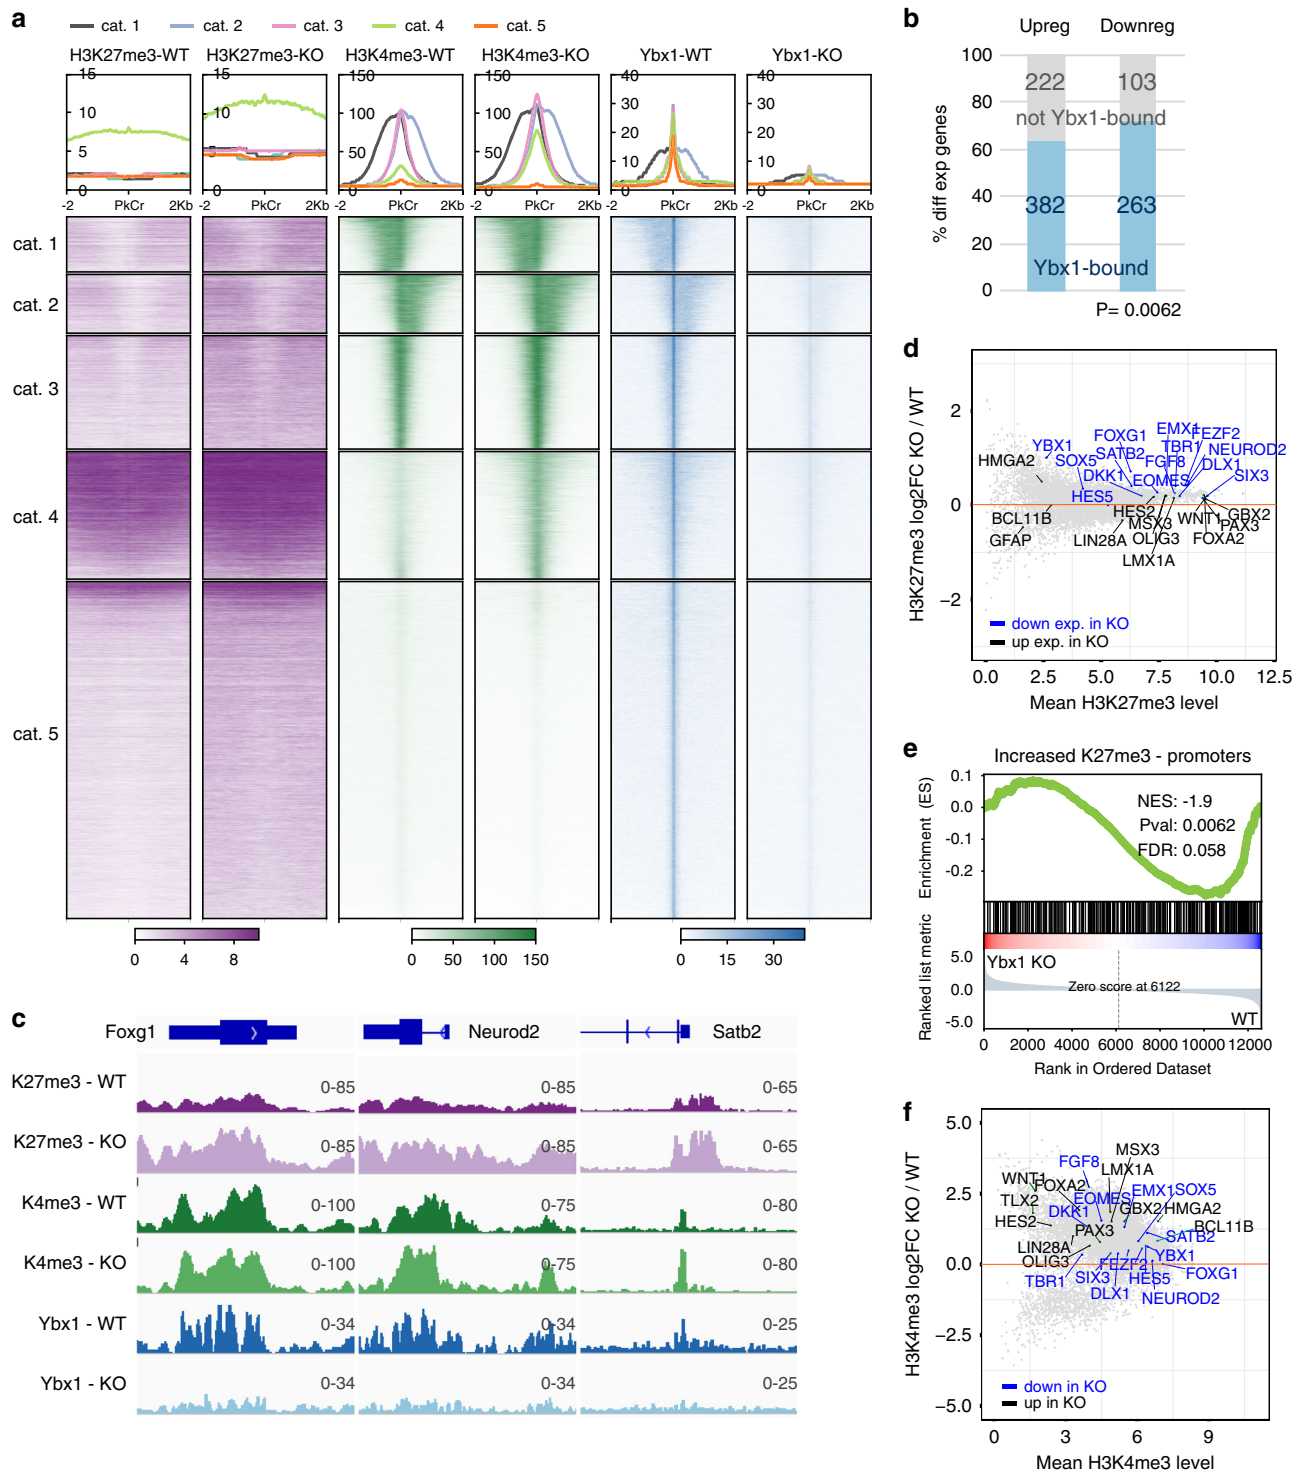 a
cat. 1 cat. 2 cat. 3 cat. 4 cat. 5
H3K27me3-WT H3K27me3-KO H3K4me3-WT H3K4me3-KO Ybx1-WT Ybx1-KO
15 15 150 150 40 40
10 10 100 100 30 30
5 5 50 50 20 20
10 10
0 0 0 0 0 0
-2 PkCr 2Kb -2 PkCr 2Kb -2 PkCr 2Kb -2 PkCr 2Kb -2 PkCr 2Kb -2 PkCr 2Kb
cat. 1
cat. 2
cat. 3
cat. 4
cat. 5
0 4 8
0 50 100 150
0 15 30
b
Upreg Downreg
% diff exp genes
100
80
60
40
20
0
222 103
not Ybx1-bound
382 263
Ybx1-bound
P= 0.0062
c
Foxg1 Neurod2 Satb2
K27me3 - WT 0-85 0-85 0-65
K27me3 - KO 0-85 0-85 0-65
K4me3 - WT 0-100 0-75 0-80
K4me3 - KO 0-100 0-75 0-80
Ybx1 - WT 0-34 0-34 0-25
Ybx1 - KO 0-34 0-34 0-25
d
H3K27me3 log2FC KO / WT
2
0
−2
EMX1
FEZF2
FOXG1
YBX1
TBR1
NEUROD2
SATB2
HMGA2
SOX5
FGF8
DLX1
DKK1
EOMES
SIX3
HES5
HES2
BCL11B
MSX3
WNT1
GBX2
PAX3
GFAP
LIN28A
OLIG3
FOXA2
LMX1A
down exp. in KO
up exp. in KO
0.0 2.5 5.0 7.5 10.0 12.5
Mean H3K27me3 level
e
Increased K27me3 - promoters
Enrichment (ES)
0.1
0.0
-0.1
-0.2
NES: -1.9
Pval: 0.0062
FDR: 0.058
Ranked list metric
5.0
0.0
-5.0
Ybx1 KO
Zero score at 6122
WT
0 2000 4000 6000 8000 10000 12000
Rank in Ordered Dataset
f
H3K4me3 log2FC KO / WT
5.0
2.5
0.0
−2.5
−5.0
MSX3
FGF8
LMX1A
WNT1
FOXA2
EMX1
SOX5
TLX2
EOMES
GBX2
HMGA2
DKK1
HES2
PAX3
BCL11B
SATB2
LIN28A
YBX1
OLIG3
FEZF2
TBR1
SIX3
HES5
FOXG1
DLX1
NEUROD2
down in KO
up in KO
0 3 6 9
Mean H3K4me3 level